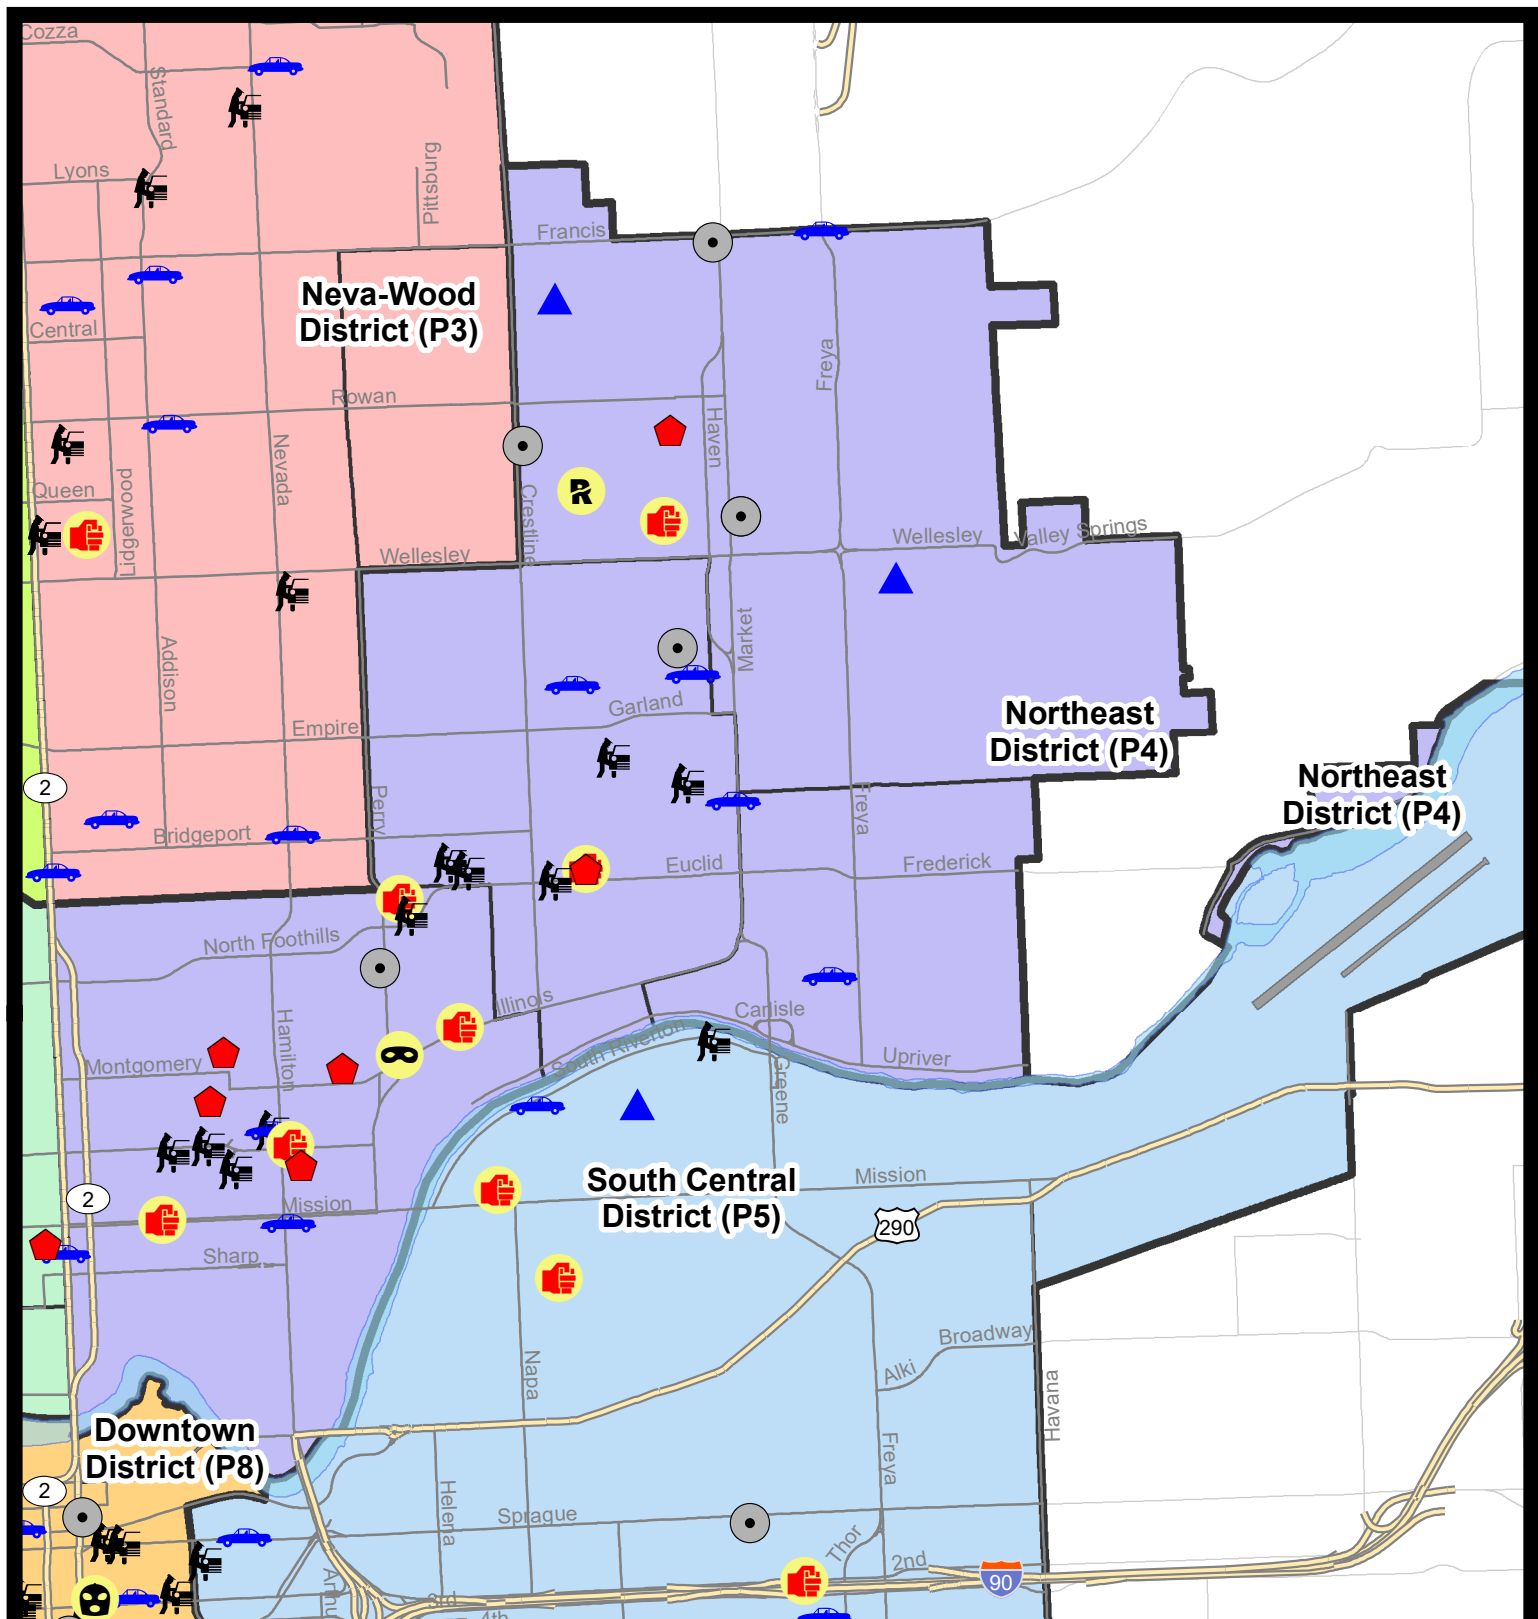 Cozza
Standard
Lyons
Pittsburg
Francis
Neva-Wood
District (P3)
Central
Freya
Rowan
Haven
Nevada
Queen
Lidgerwood
Crestline
Wellesley
Wellesley
Valley Springs
Market
Addison
Garland
Empire
Northeast
District (P4)
Northeast
District (P4)
2
Perry
Freya
Bridgeport
Euclid
Frederick
North Foothills
Illinois
Hamilton
Carlisle
South Riverton
Upriver
Montgomery
Greene
Mission
South Central
District (P5)
2
Mission
290
Sharp
Broadway
Napa
Alki
Havana
Downtown
District (P8)
Freya
2
Helena
Sprague
Thor
2nd
90
3rd
4th